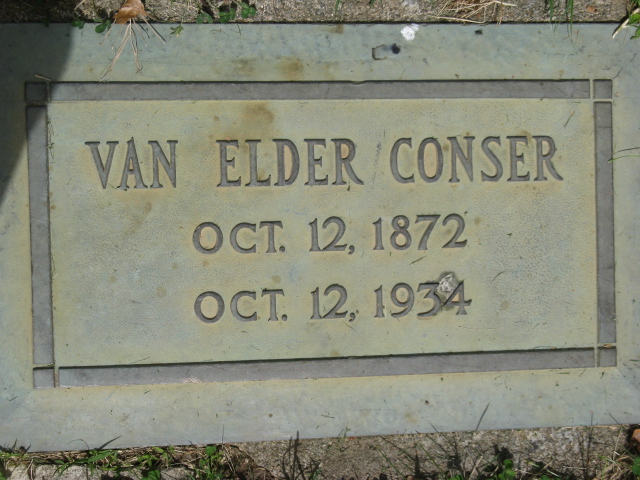 VAN ELDER CONSER
OCT. 12, 1872
OCT. 12, 1934